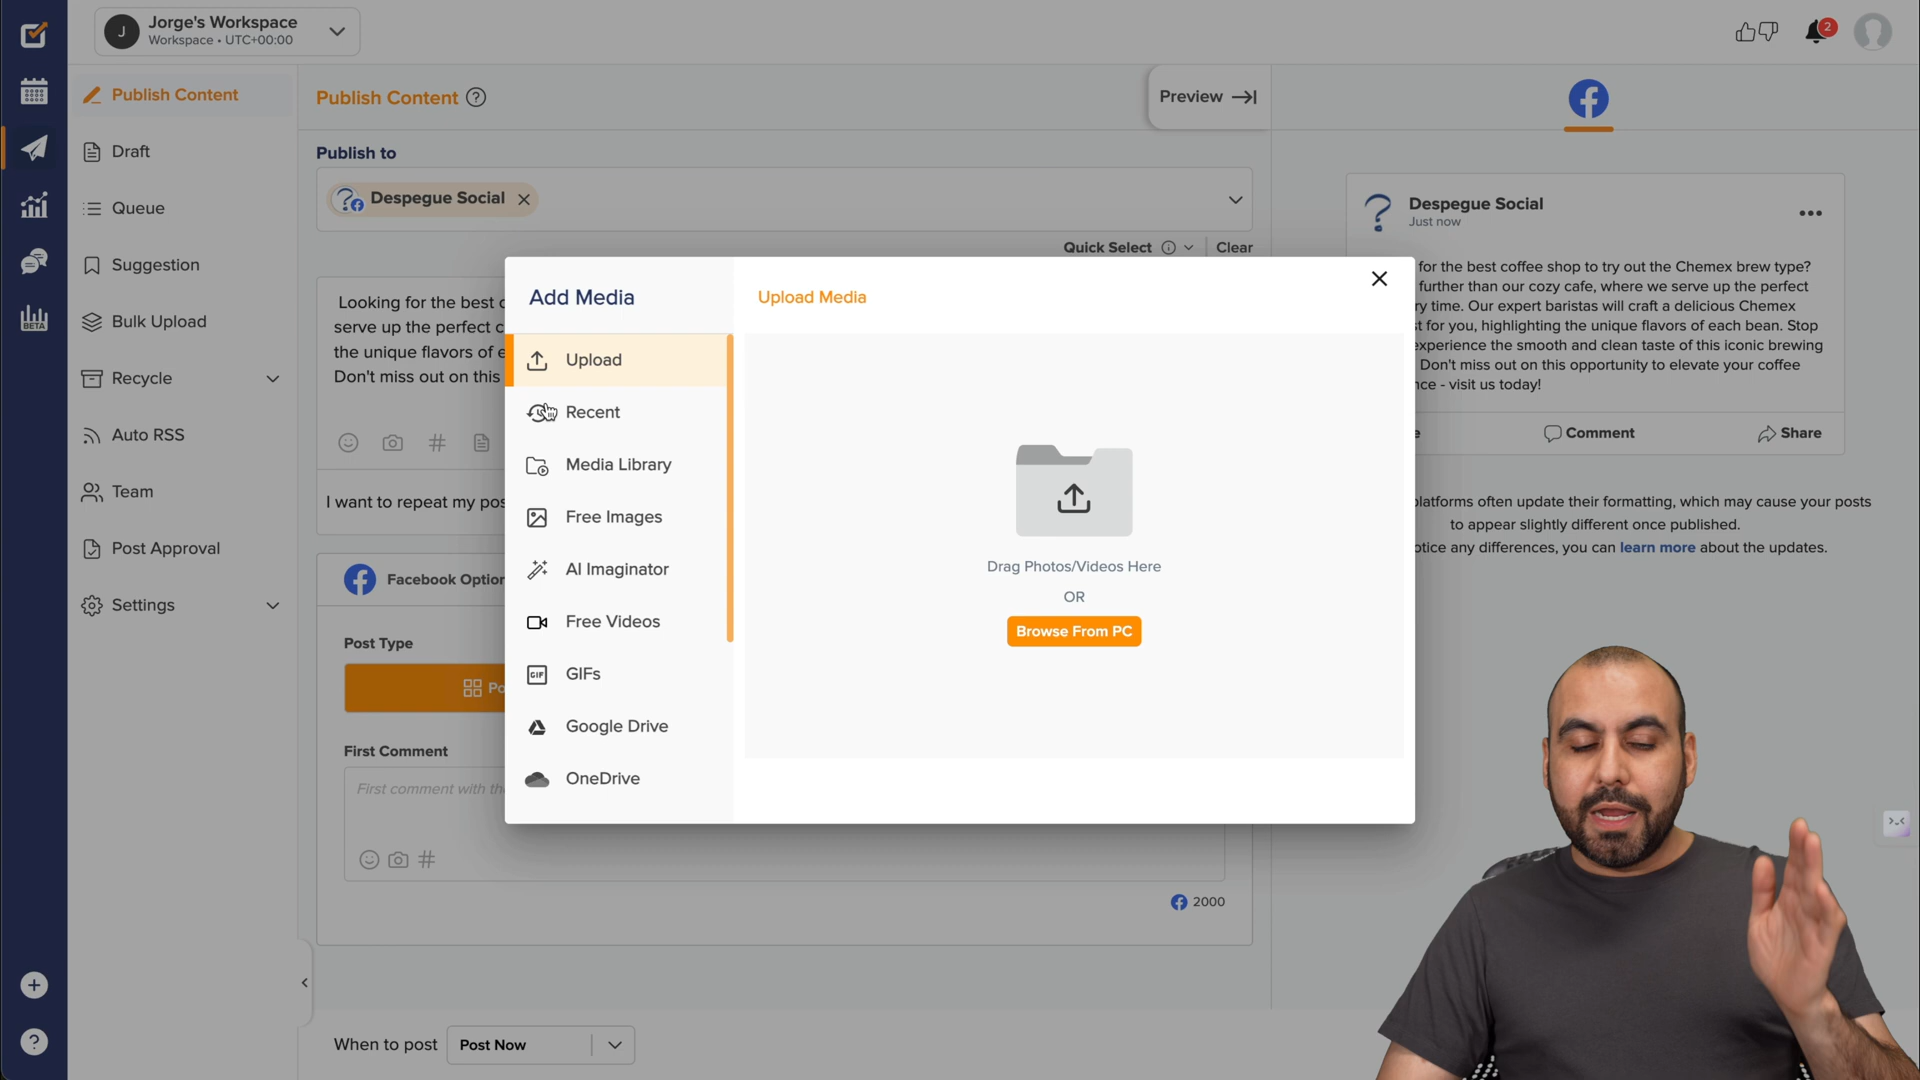 J
Jorge's Workspace
Workspace • UTC+00:00
2
Publish Content
Draft
Queue
Suggestion
Bulk Upload
Recycle
Auto RSS
Team
Post Approval
Settings
BETA
Publish Content ?
Preview
Publish to
Despegue Social
Quick Select
Clear
Looking for the best
serve up the perfect
the unique flavors of
Don't miss out on this
I want to repeat my
Facebook
Post Type
First Comment
First comment with
2000
When to post
Post Now
Add Media
Upload
Recent
Media Library
Free Images
AI Imaginator
Free Videos
GIF
GIFs
Google Drive
OneDrive
Upload Media
Drag Photos/Videos Here
OR
Browse From PC
Despegue Social
Just now
for the best coffee shop to try out the Chemex brew type?
further than our cozy cafe, where we serve up the perfect
time. Our expert baristas will craft a delicious Chemex
for you, highlighting the unique flavors of each bean. Stop
experience the smooth and clean taste of this iconic brewing
Don't miss out on this opportunity to elevate your coffee
- visit us today!
Comment
Share
platforms often update their formatting, which may cause your posts
to appear slightly different once published.
any differences, you can learn more about the updates.